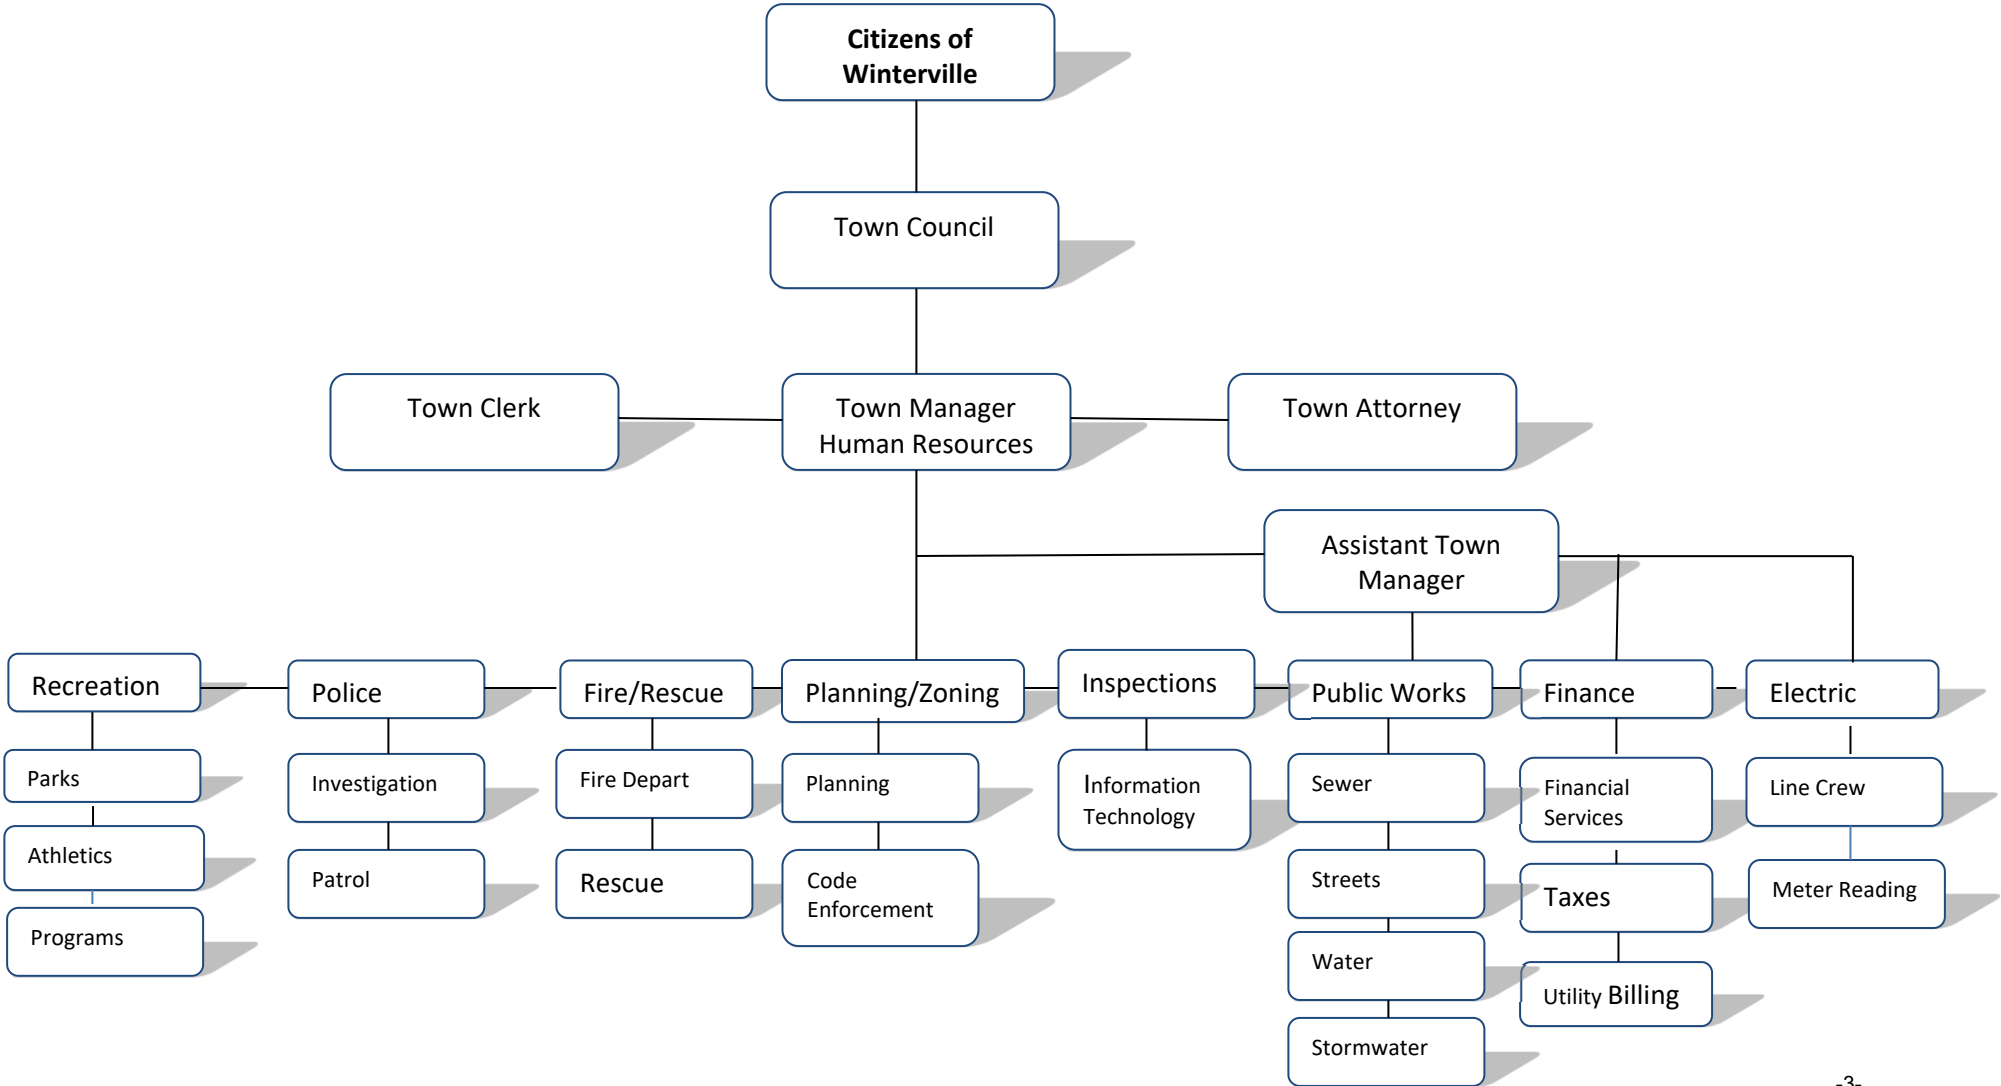 Citizens of
Winterville
Town Council
Town Clerk
Town Manager
Human Resources
Town Attorney
Assistant Town
Manager
Recreation
Police
Fire/Rescue
Planning/Zoning
Inspections
Public Works
Finance
Electric
Parks
Investigation
Fire Depart
Planning
Information
Technology
Sewer
Financial
Services
Line Crew
Athletics
Patrol
Rescue
Code
Enforcement
Streets
Taxes
Meter Reading
Programs
Water
Utility Billing
Stormwater
-3-